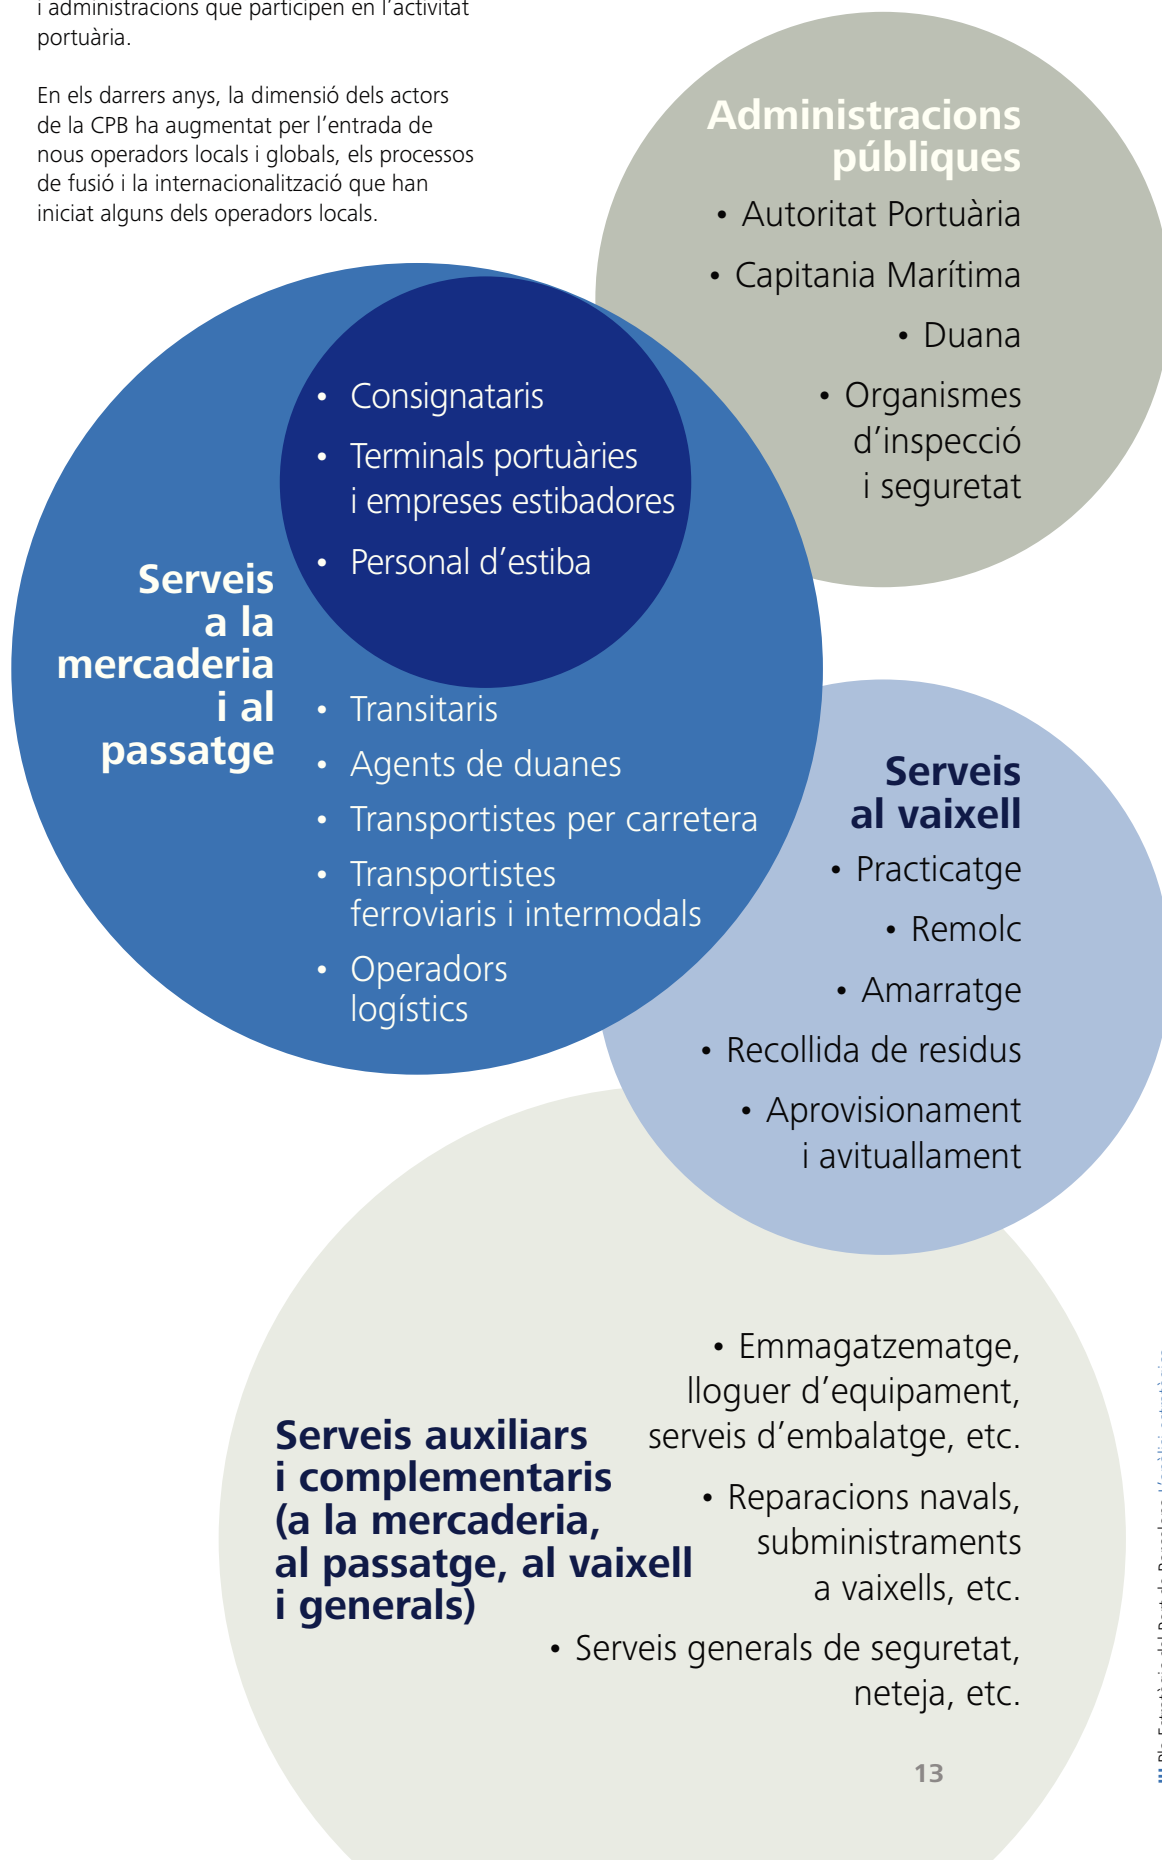 i administracions que participen en l'activitat
portuària.
En els darrers anys, la dimensió dels actors
de la CPB ha augmentat per l'entrada de
nous operadors locals i globals, els processos
de fusió i la internacionalització que han
iniciat alguns dels operadors locals.
Administracions
públiques
• Autoritat Portuària
• Capitania Marítima
• Duana
• Organismes
d'inspecció
i seguretat
• Consignataris
• Terminals portuàries
i empreses estibadores
• Personal d'estiba
Serveis
a la
mercaderia
i al
passatge
• Transitaris
• Agents de duanes
• Transportistes per carretera
• Transportistes
ferroviaris i intermodals
• Operadors
logístics
Serveis
al vaixell
• Practicatge
• Remolc
• Amarratge
• Recollida de residus
• Aprovisionament
i avituallament
• Emmagatzematge,
lloguer d'equipament,
serveis d'embalatge, etc.
Serveis auxiliars
i complementaris
(a la mercaderia,
al passatge, al vaixell
i generals)
• Reparacions navals,
subministraments
a vaixells, etc.
• Serveis generals de seguretat,
neteja, etc.
13